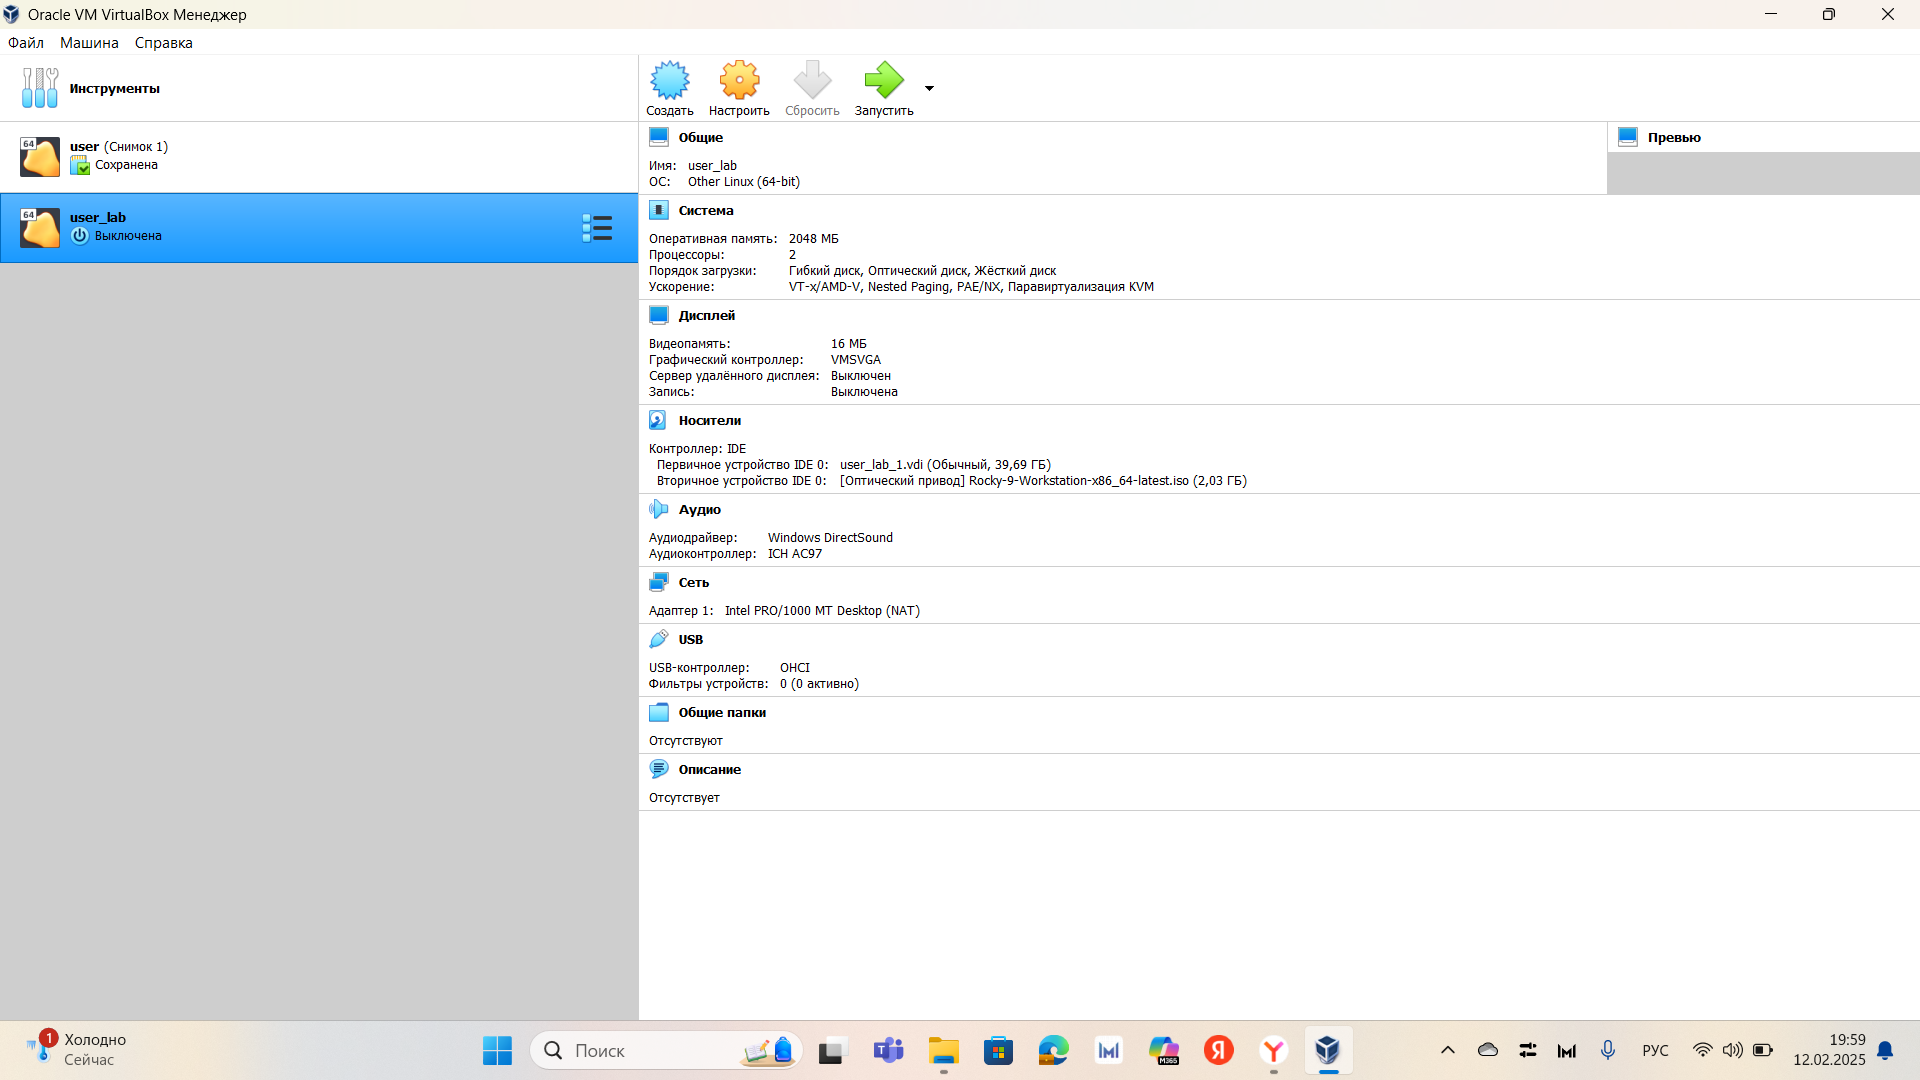 Oracle VM VirtualBox Менеджер
Файл Машина Справка
Инструменты
Создать Настроить Сбросить Запустить
64 user (Снимок 1)
Сохранена
64 user_lab
Выключена
Общие
Имя: user_lab
ОС: Other Linux (64-bit)
Превью
Система
Оперативная память: 2048 МБ
Процессоры: 2
Порядок загрузки: Гибкий диск, Оптический диск, Жёсткий диск
Ускорение: VT-x/AMD-V, Nested Paging, PAE/NX, Паравиртуализация KVM
Дисплей
Видеопамять: 16 МБ
Графический контроллер: VMSVGA
Сервер удалённого дисплея: Выключен
Запись: Выключена
Носители
Контроллер: IDE
Первичное устройство IDE 0: user_lab_1.vdi (Обычный, 39,69 ГБ)
Вторичное устройство IDE 0: [Оптический привод] Rocky-9-Workstation-x86_64-latest.iso (2,03 ГБ)
Аудио
Аудиодрайвер: Windows DirectSound
Аудиоконтроллер: ICH AC97
Сеть
Адаптер 1: Intel PRO/1000 MT Desktop (NAT)
USB
USB-контроллер: OHCI
Фильтры устройств: 0 (0 активно)
Общие папки
Отсутствуют
Описание
Отсутствует
1 Холодно
Сейчас
Поиск
M365
Я
РУС
19:59
12.02.2025